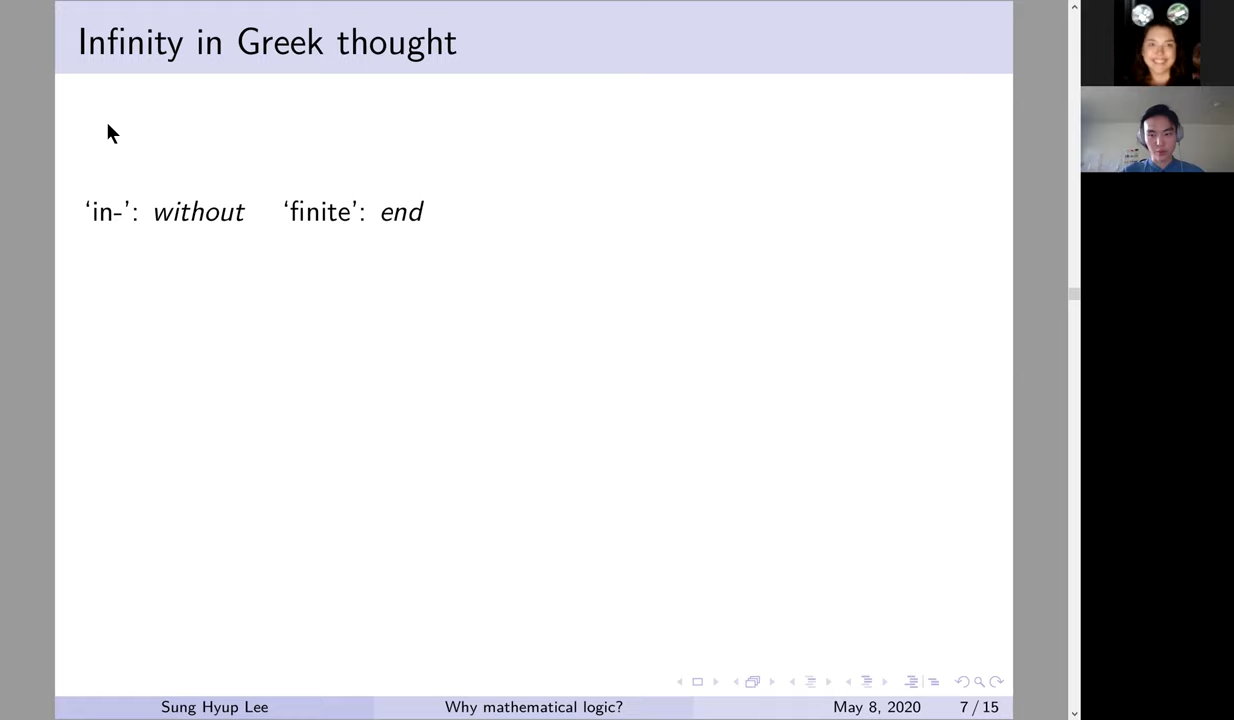 Infinity in Greek thought
‘in-’: without ‘finite’: end
Sung Hyup Lee Why mathematical logic? May 8, 2020 7 / 15